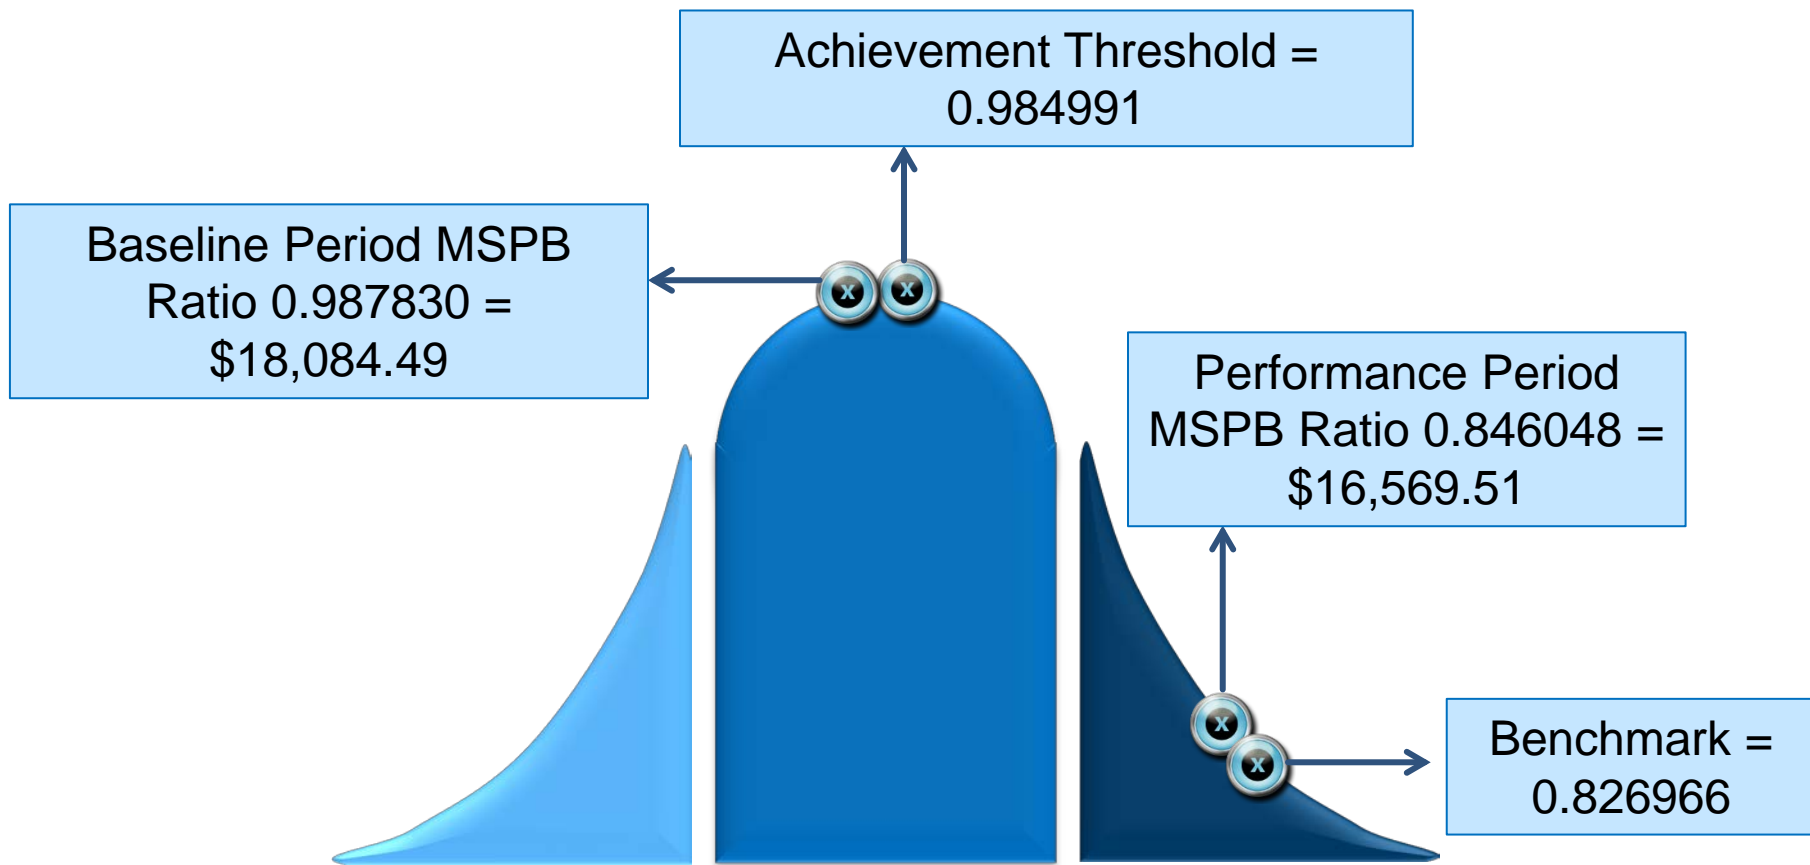 Achievement Threshold =
0.984991
Baseline Period MSPB
Ratio 0.987830 =
$18,084.49
x
x
Performance Period
MSPB Ratio 0.846048 =
$16,569.51
x
x
Benchmark =
0.826966